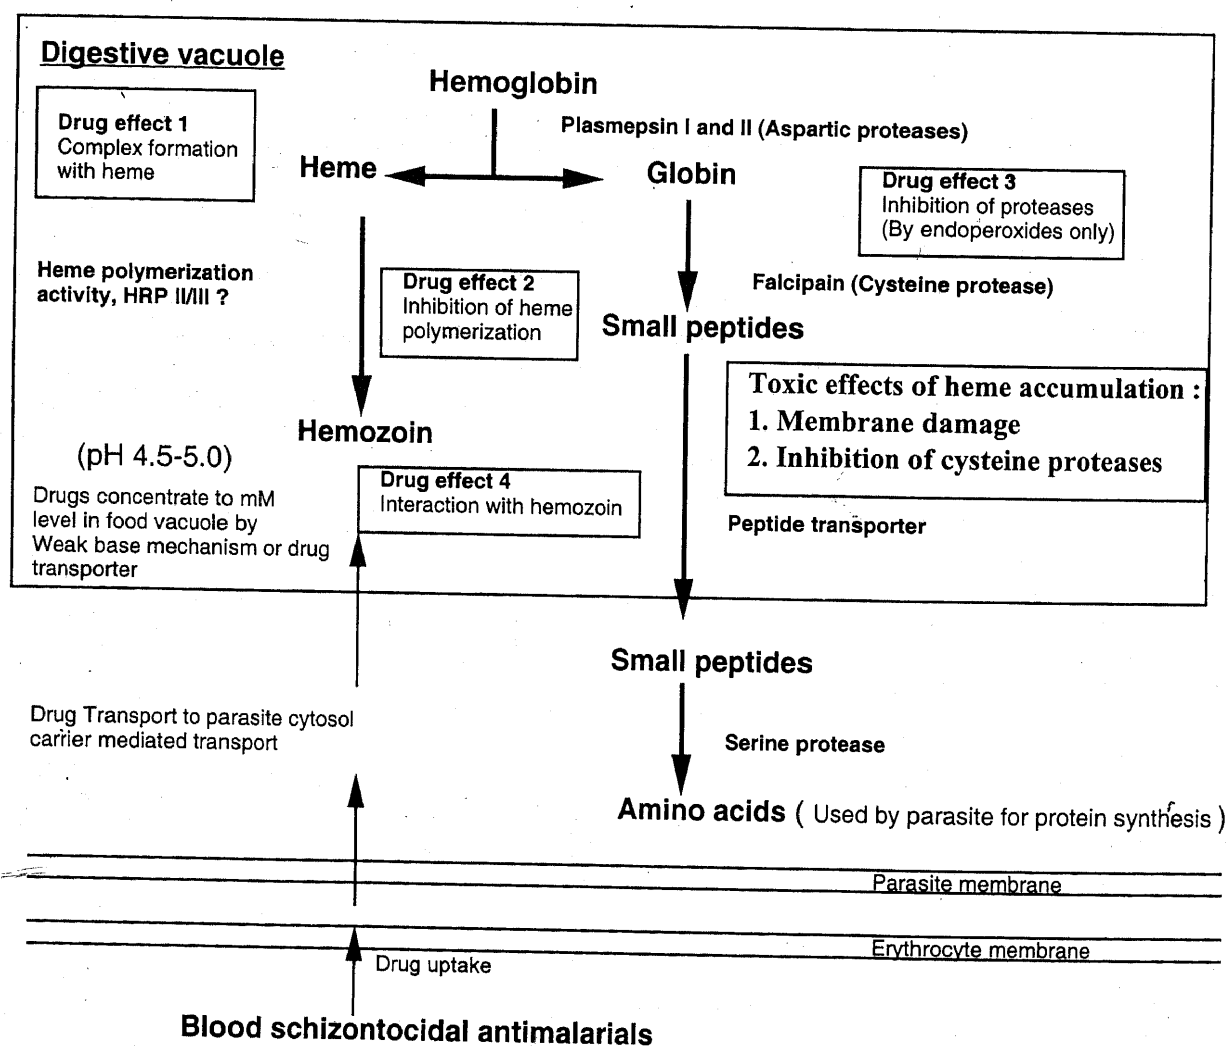 Digestive vacuole
Hemoglobin
Drug effect 1
Complex formation
with heme
Plasmepsin I and II (Aspartic proteases)
Heme
Globin
Drug effect 3
Inhibition of proteases
(By endoperoxides only)
Heme polymerization
activity, HRP II/III ?
Drug effect 2
Inhibition of heme
polymerization
Falcipain (Cysteine protease)
Small peptides
Toxic effects of heme accumulation :
1. Membrane damage
2. Inhibition of cysteine proteases
Hemozoin
(pH 4.5-5.0)
Drug effect 4
Interaction with hemozoin
Drugs concentrate to mM
level in food vacuole by
Weak base mechanism or drug
transporter
Peptide transporter
Small peptides
Drug Transport to parasite cytosol
carrier mediated transport
Serine protease
Amino acids ( Used by parasite for protein synthesis )
Parasite membrane
Erythrocyte membrane
Drug uptake
Blood schizontocidal antimalarials